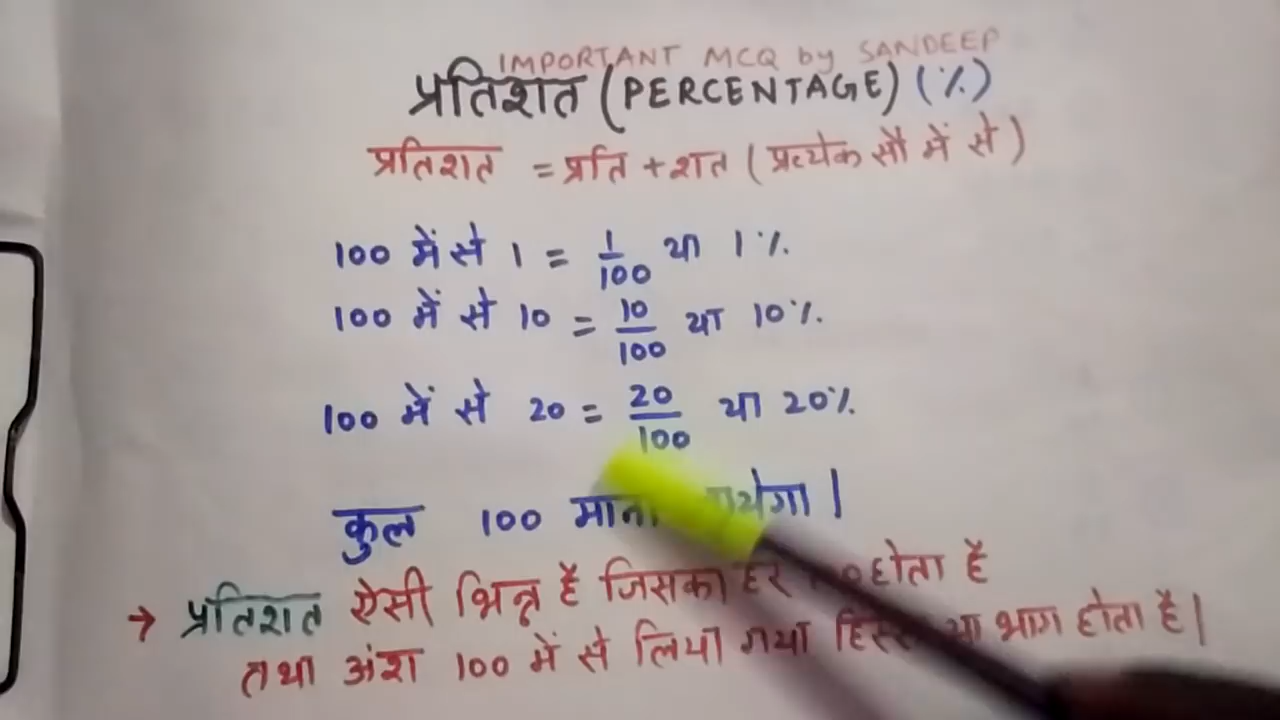 IMPORTANT MCQ by SANDEEP
प्रतिशत (PERCENTAGE) (%)
प्रतिशत = प्रति + शत (प्रत्येक सौ में से)
100 में से 1 = 1/100 या 1%
100 में से 10 = 10/100 या 10%
100 में से 20 = 20/100 या 20%
कुल 100
→ प्रतिशत ऐसी भिन्न है जिसका हर होता है
तथा अंश 100 में से लिया गया या भाग होता है।